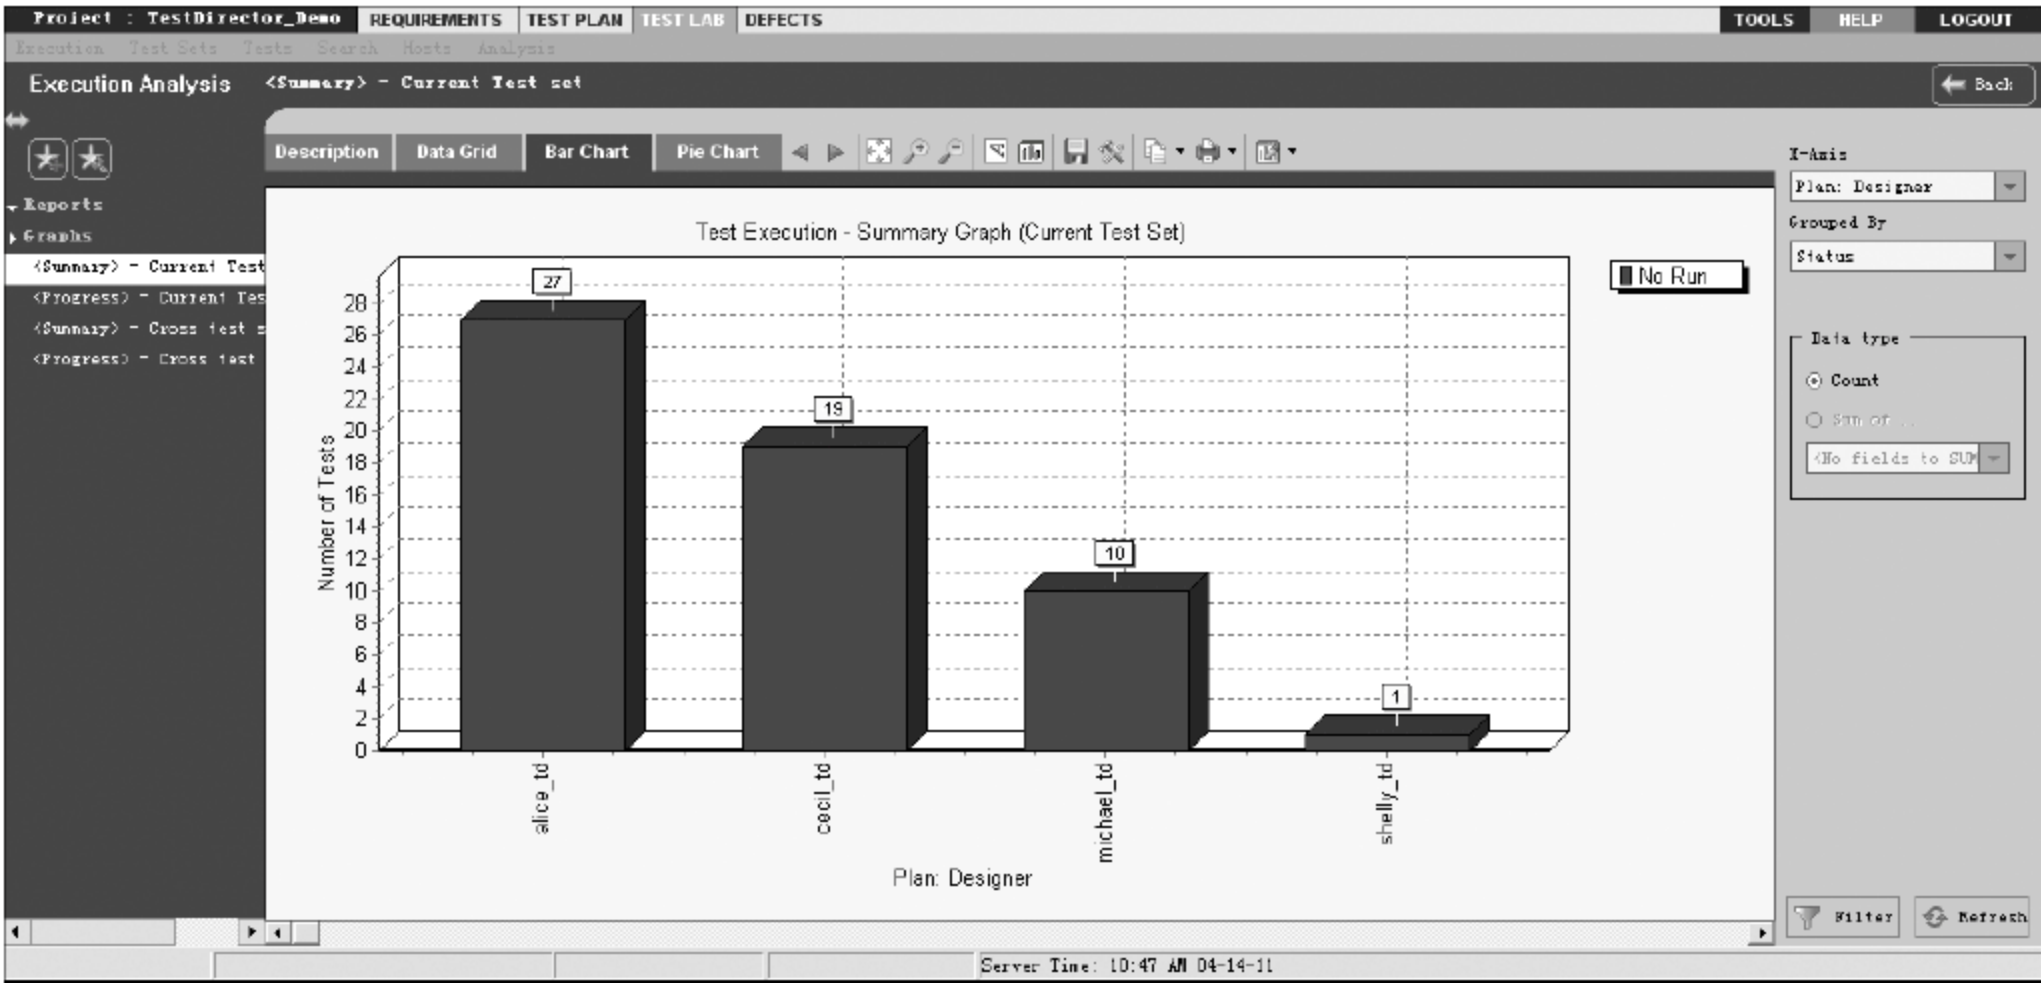 Project : TestDirector_Demo REQUIREMENTS TEST PLAN TEST LAB DEFECTS TOOLS HELP LOGOUT
Execution Test Sets Tests Search Hosts Analysis
Execution Analysis <Summary> - Current Test set Back
Description Data Grid Bar Chart Pie Chart
Reports
Graphs
<Summary> - Current Test
<Progress> - Current Tes
<Summary> - Cross test s
<Progress> - Cross test
Test Execution - Summary Graph (Current Test Set)
No Run
27
19
10
1
28
26
24
22
20
18
16
14
12
10
8
6
4
2
0
Number of Tests
alice_td
cecil_td
michael_td
shelly_td
Plan: Designer
X-Axis
Plan: Designer
Grouped By
Status
Data type
Count
Sum of ..
<No fields to SUM
Filter Refresh
Server Time: 10:47 AM 04-14-11